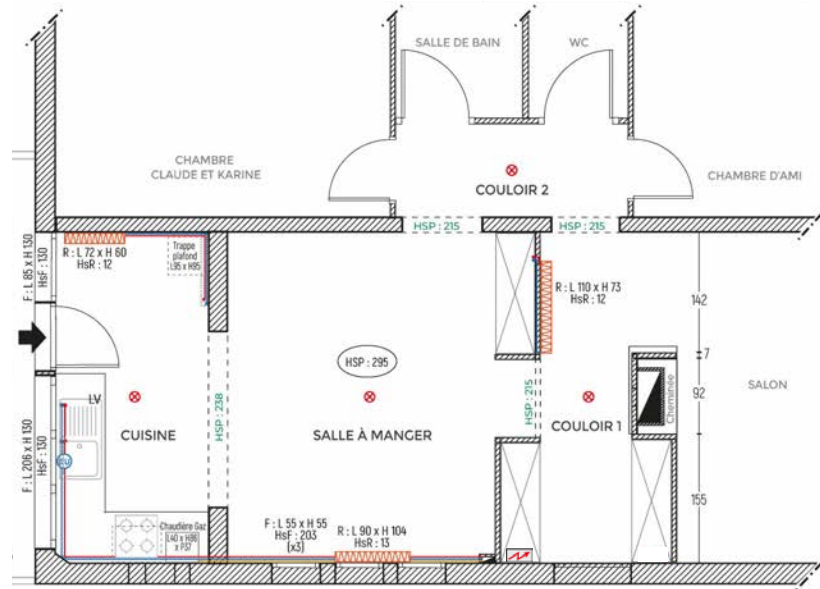 SALLE DE BAIN
WC
CHAMBRE
CLAUDE ET KARINE
COULOIR 2
CHAMBRE D'AMI
HSP : 215
HSP : 215
F : L 85 x H 130
HsF : 130
R : L 72 x H 60
HsR : 12
Trappe
plafond
L95 x H95
R : L 110 x H 73
HsR : 12
142
HSP : 295
7
92
SALON
Cheminée
LV
HSP : 238
HSP : 215
CUISINE
SALLE À MANGER
COULOIR 1
F : L 206 x H 130
HsF : 130
155
Chaudière Gaz
x P37
F : L 55 x H 55
HsF : 203
(x3)
R : L 90 x H 104
HsR : 13